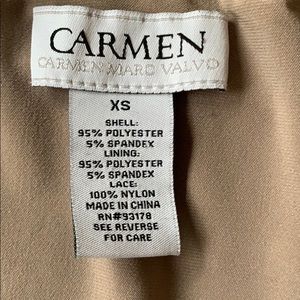 CARMEN
CARMEN MARC VALVO
XS
SHELL:
95% POLYESTER
5% SPANDEX
LINING:
95% POLYESTER
5% SPANDEX
LACE:
100% NYLON
MADE IN CHINA
RN#93178
SEE REVERSE
FOR CARE